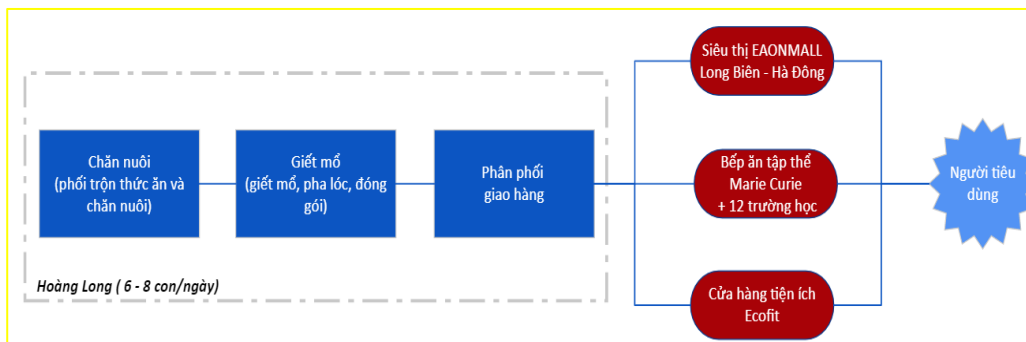 Siêu thị EAONMALL
Long Biên - Hà Đông
Chăn nuôi
(phối trộn thức ăn và
chăn nuôi)
Giết mổ
(giết mổ, pha lóc, đóng
gói)
Phân phối
giao hàng
Bếp ăn tập thể
Marie Curie
+ 12 trường học
Người tiêu
dùng
Hoàng Long ( 6 - 8 con/ngày)
Cửa hàng tiện ích
Ecofit